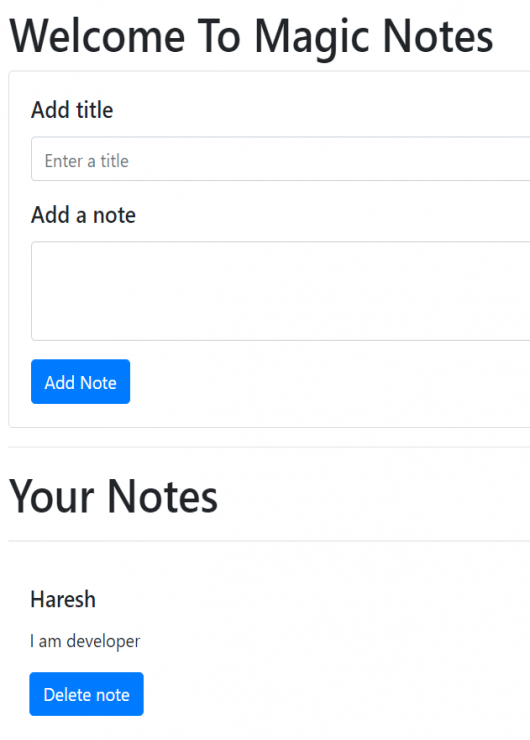 Welcome To Magic Notes
Add title
Enter a title
Add a note
Add Note
Your Notes
Haresh
I am developer
Delete note